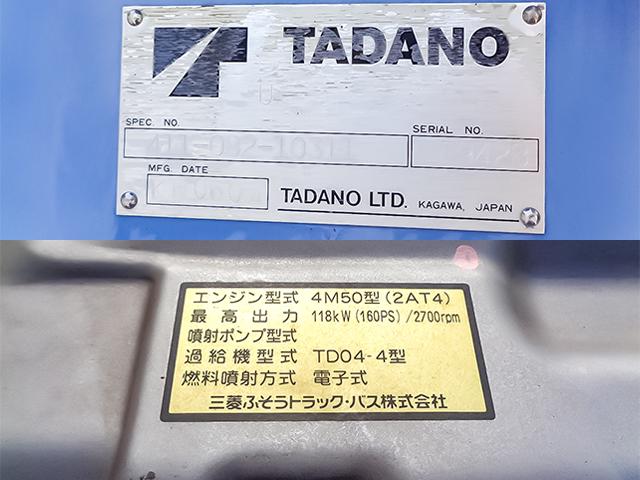 TADANO
U
SPEC. NO.
SERIAL NO.
MFG. DATE
TADANO LTD. KAGAWA, JAPAN
エンジン型式 4M50型(2AT4)
最高出力 118kW(160PS)/2700rpm
噴射ポンプ型式
過給機型式 TD04-4型
燃料噴射方式 電子式
三菱ふそうトラック・バス株式会社